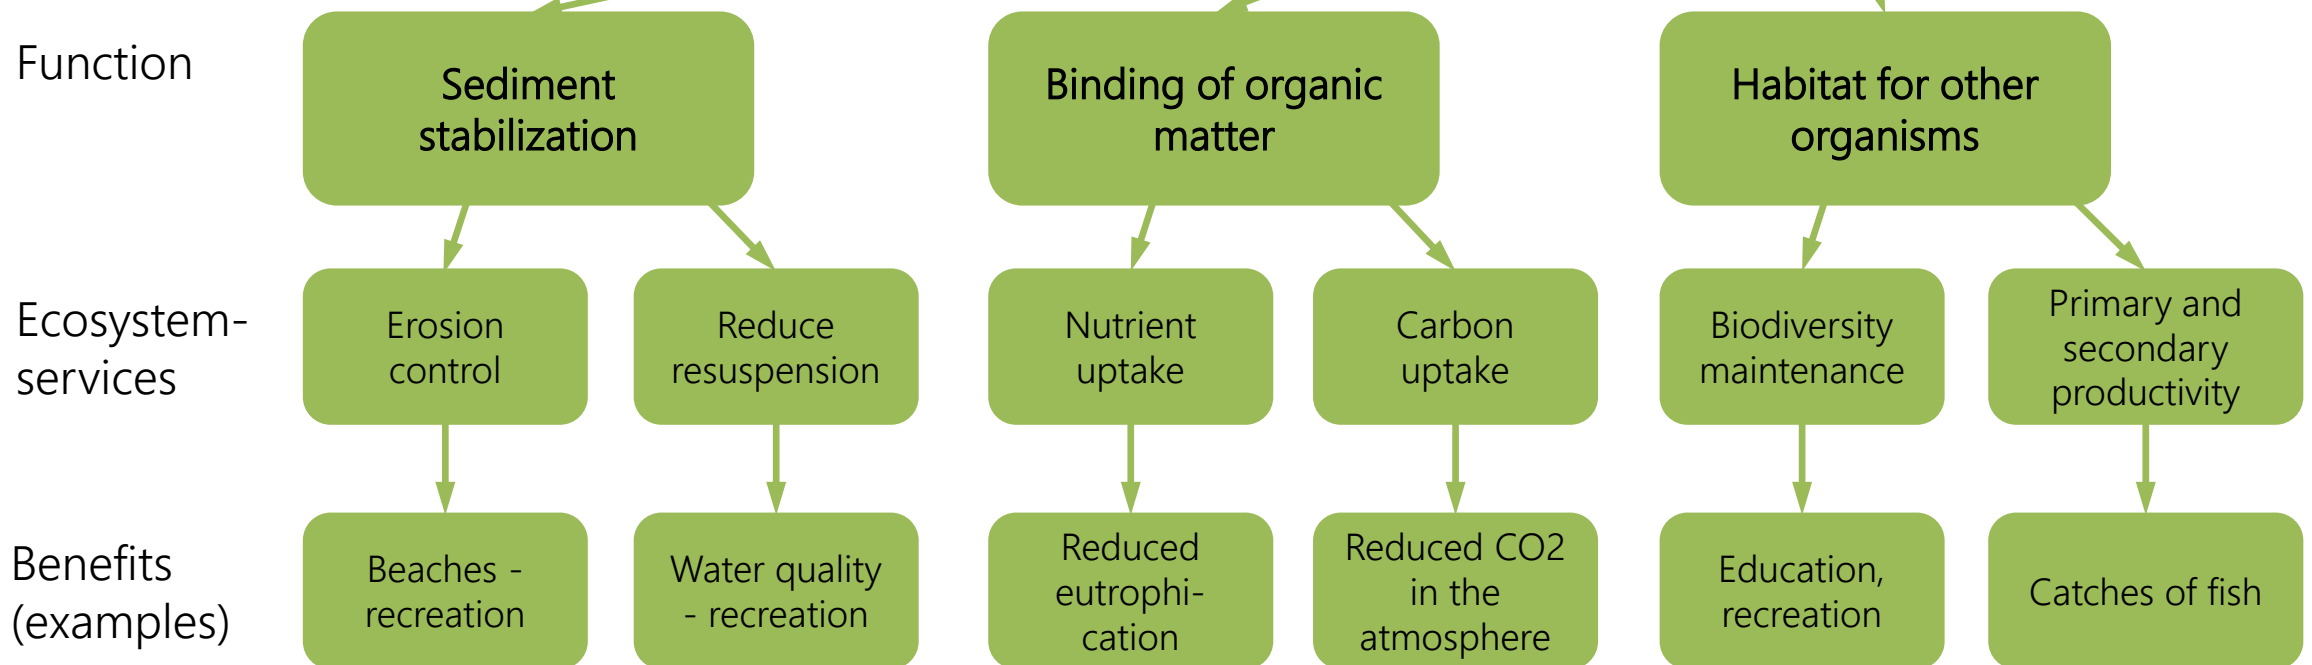 Function
Sediment
stabilization
Binding of organic
matter
Habitat for other
organisms
Ecosystem-
services
Erosion
control
Reduce
resuspension
Nutrient
uptake
Carbon
uptake
Biodiversity
maintenance
Primary and
secondary
productivity
Benefits
(examples)
Beaches -
recreation
Water quality
- recreation
Reduced
eutrophi-
cation
Reduced CO2
in the
atmosphere
Education,
recreation
Catches of fish